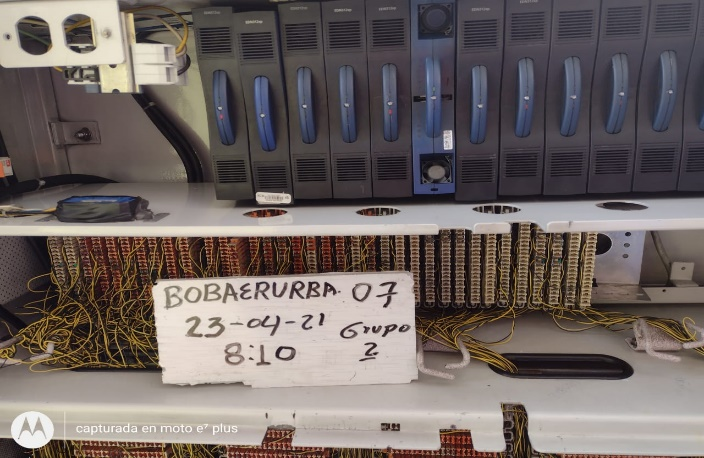 BOBAERURBA 07
23-04-21 Grupo
8:10 2
capturada en moto e⁷ plus